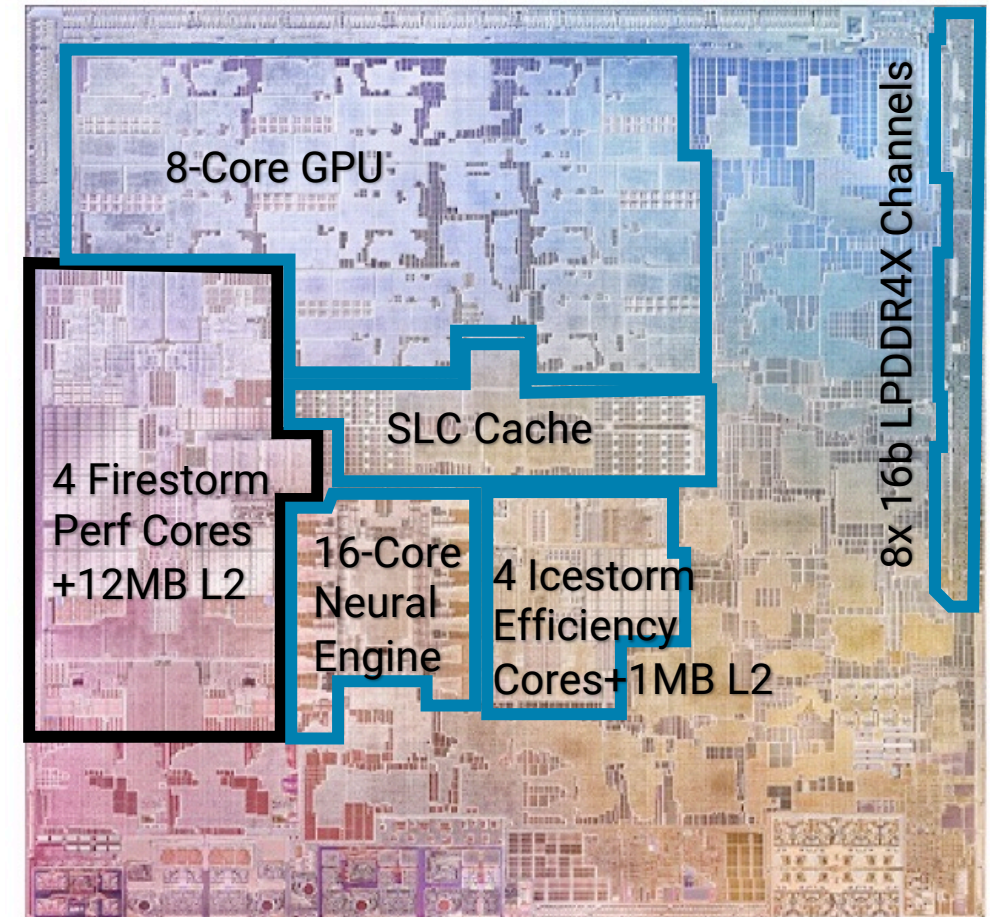 8-Core GPU
8x 16b LPDDR4X Channels
SLC Cache
4 Firestorm
Perf Cores
+12MB L2
16-Core
Neural
Engine
4 Icestorm
Efficiency
Cores+1MB L2